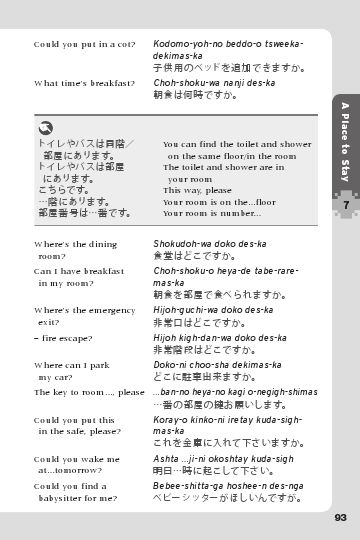 Could you put in a cot?
Kodomo-yoh-no beddo-o tsweeka-
dekimas-ka
子供用のベッドを追加できますか。
What time's breakfast?
Choh-shoku-wa nanji des-ka
朝食は何時ですか。
トイレやバスは同階／
部屋にあります。
You can find the toilet and shower
on the same floor/in the room
トイレやバスは部屋
にあります。
The toilet and shower are in
your room
こちらです。
This way, please
…階にあります。
Your room is on the...floor
部屋番号は…番です。
Your room is number...
Where's the dining
room?
Shokudoh-wa doko des-ka
食堂はどこですか。
Can I have breakfast
in my room?
Choh-shoku-o heya-de tabe-rare-
mas-ka
朝食を部屋で食べられますか。
Where's the emergency
exit?
Hijoh-guchi-wa doko des-ka
非常口はどこですか。
– fire escape?
Hijoh kigh-dan-wa doko des-ka
非常階段はどこですか。
Where can I park
my car?
Doko-ni choo-sha dekimas-ka
どこに駐車出来ますか。
The key to room..., please
...ban-no heya-no kagi o-negigh-shimas
…番の部屋の鍵お願いします。
Could you put this
in the safe, please?
Koray-o kinko-ni iretay kuda-sigh-
mas-ka
これを金庫に入れて下さいますか。
Could you wake me
at...tomorrow?
Ashta ...ji-ni okoshtay kuda-sigh
明日…時に起こして下さい。
Could you find a
babysitter for me?
Bebee-shitta-ga hoshee-n des-nga
ベビーシッターがほしいんですが。
A Place to Stay
7
93